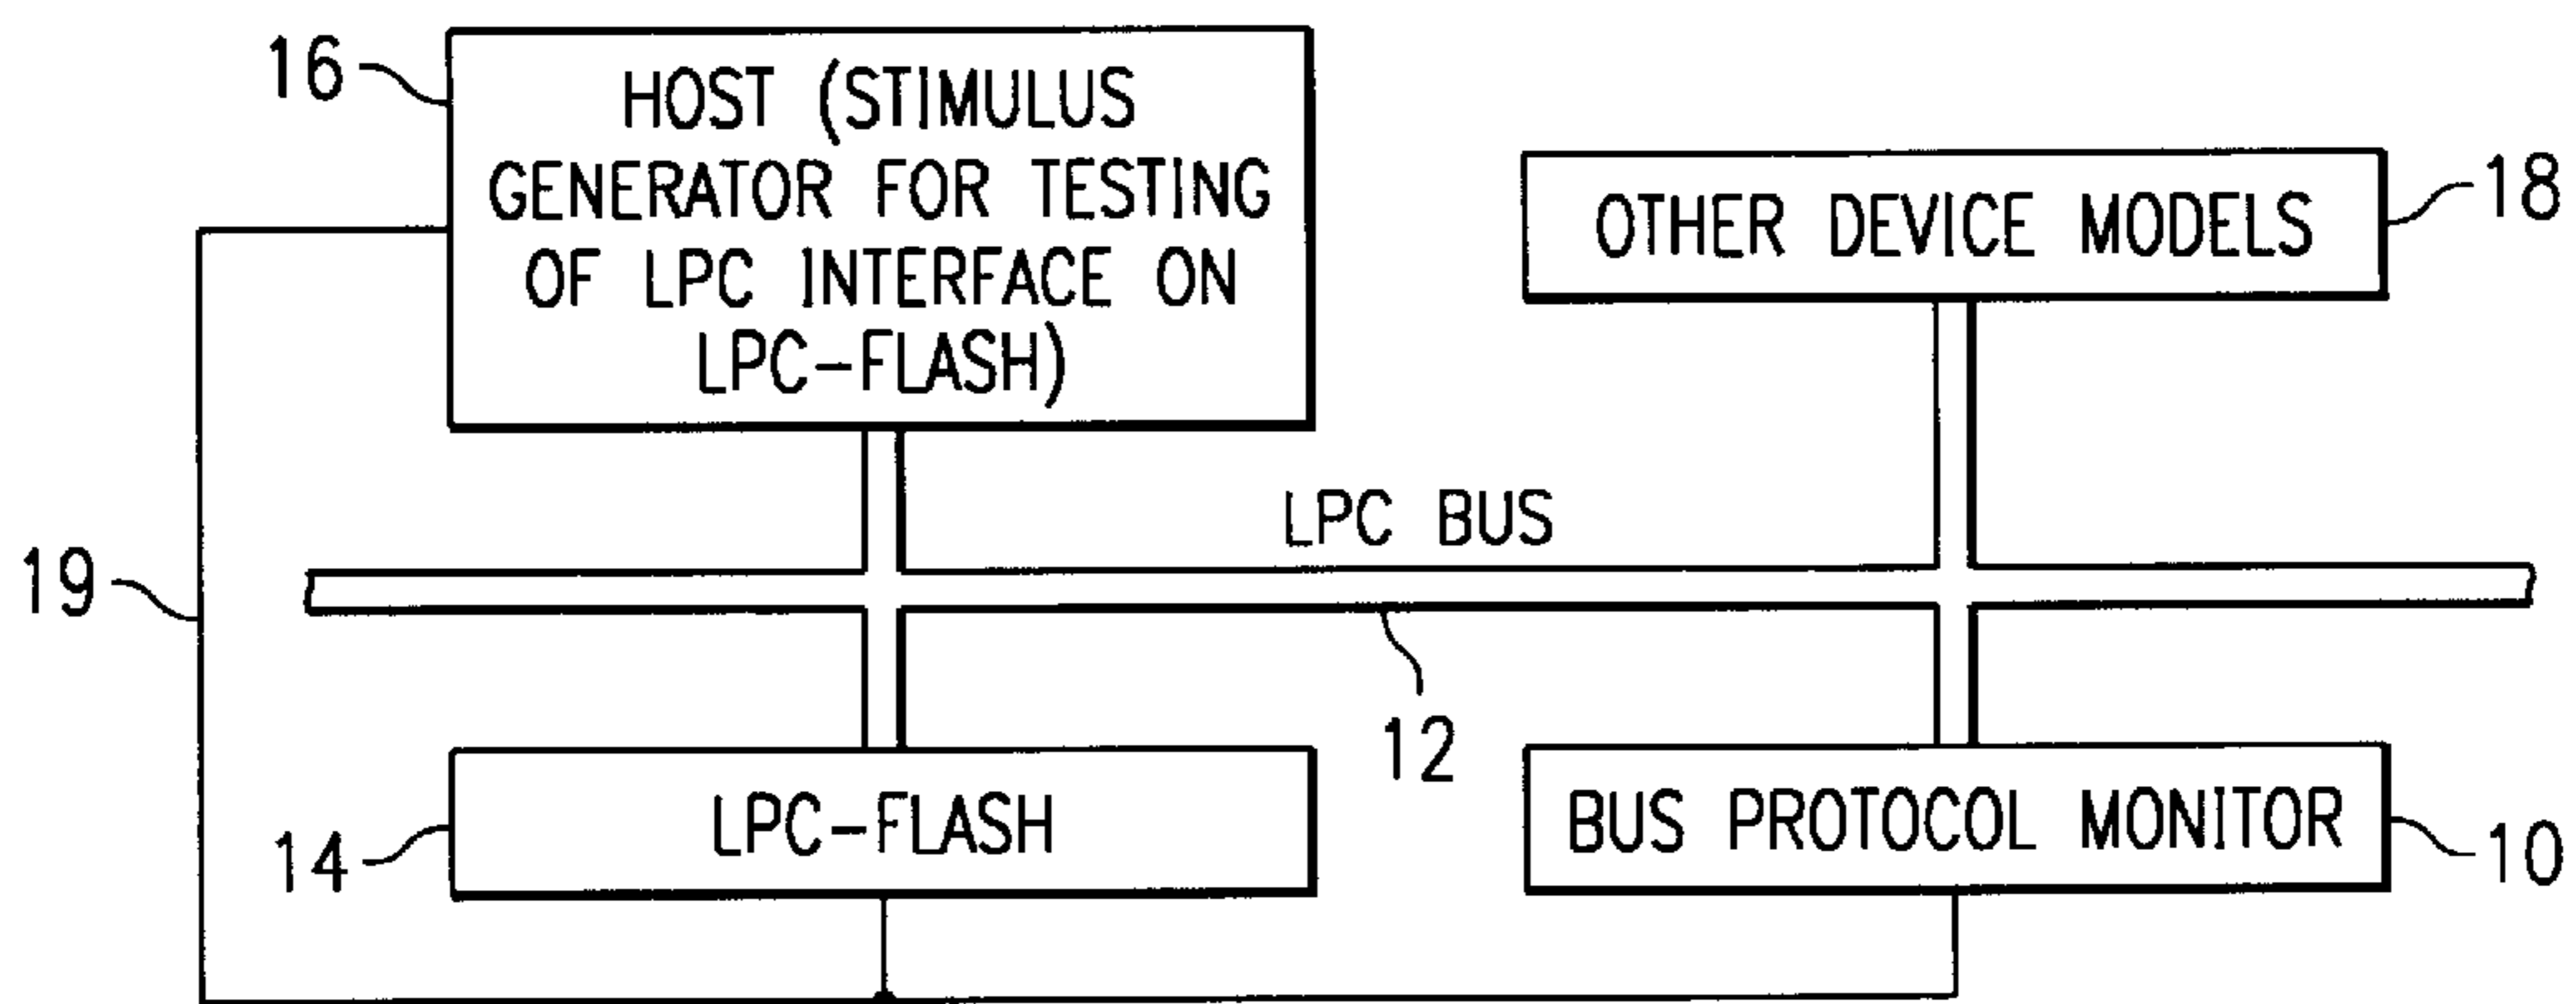 16
HOST (STIMULUS
GENERATOR FOR TESTING
OF LPC INTERFACE ON
LPC-FLASH)
OTHER DEVICE MODELS
18
LPC BUS
19
12
LPC-FLASH
14
BUS PROTOCOL MONITOR
10